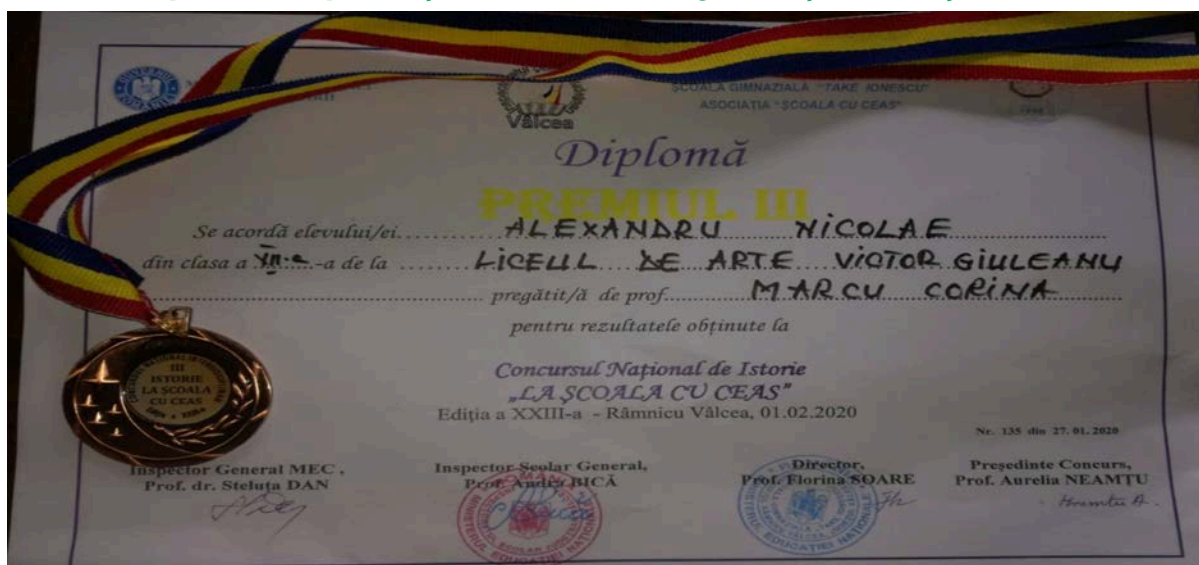 Vâlcea
ȘCOALA GIMNAZIALĂ "TAKE IONESCU"
ASOCIAȚIA "ȘCOALA CU CEAS"
Diplomă
PREMIUL III
Se acordă elevului/ei ALEXANDRU NICOLAE
din clasa a XII-a -a de la LICEUL DE ARTE VICTOR GIULEANU
pregătit/ă de prof. MARCU CORINA
pentru rezultatele obținute la
Concursul Național de Istorie
„LA ȘCOALA CU CEAS"
Ediția a XXIII-a - Râmnicu Vâlcea, 01.02.2020
III
ISTORIE
LA ȘCOALA
CU CEAS
Nr. 135 din 27.01.2020
Inspector General MEC,
Prof. dr. Steluța DAN
Inspector Școlar General,
Prof. Andei BICĂ
Director,
Prof. Florina SOARE
Președinte Concurs,
Prof. Aurelia NEAMȚU